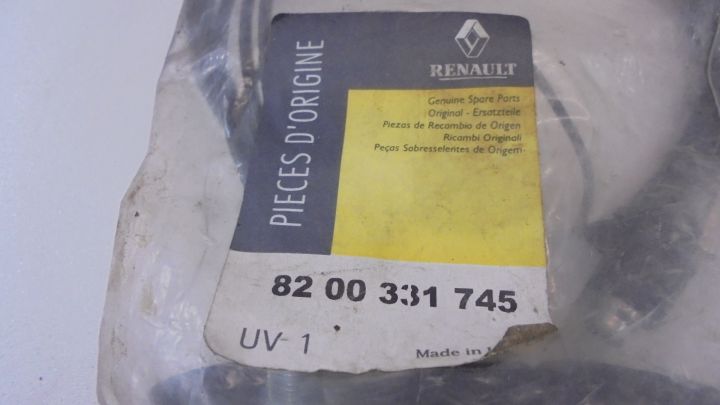 PIECES D'ORIGINE
RENAULT
Genuine Spare Parts
Original - Ersatzteile
Piezas de Recambio de Origen
Ricambi Originali
Peças Sobresselentes de Origem
82 00 331 745
UV 1
Made in